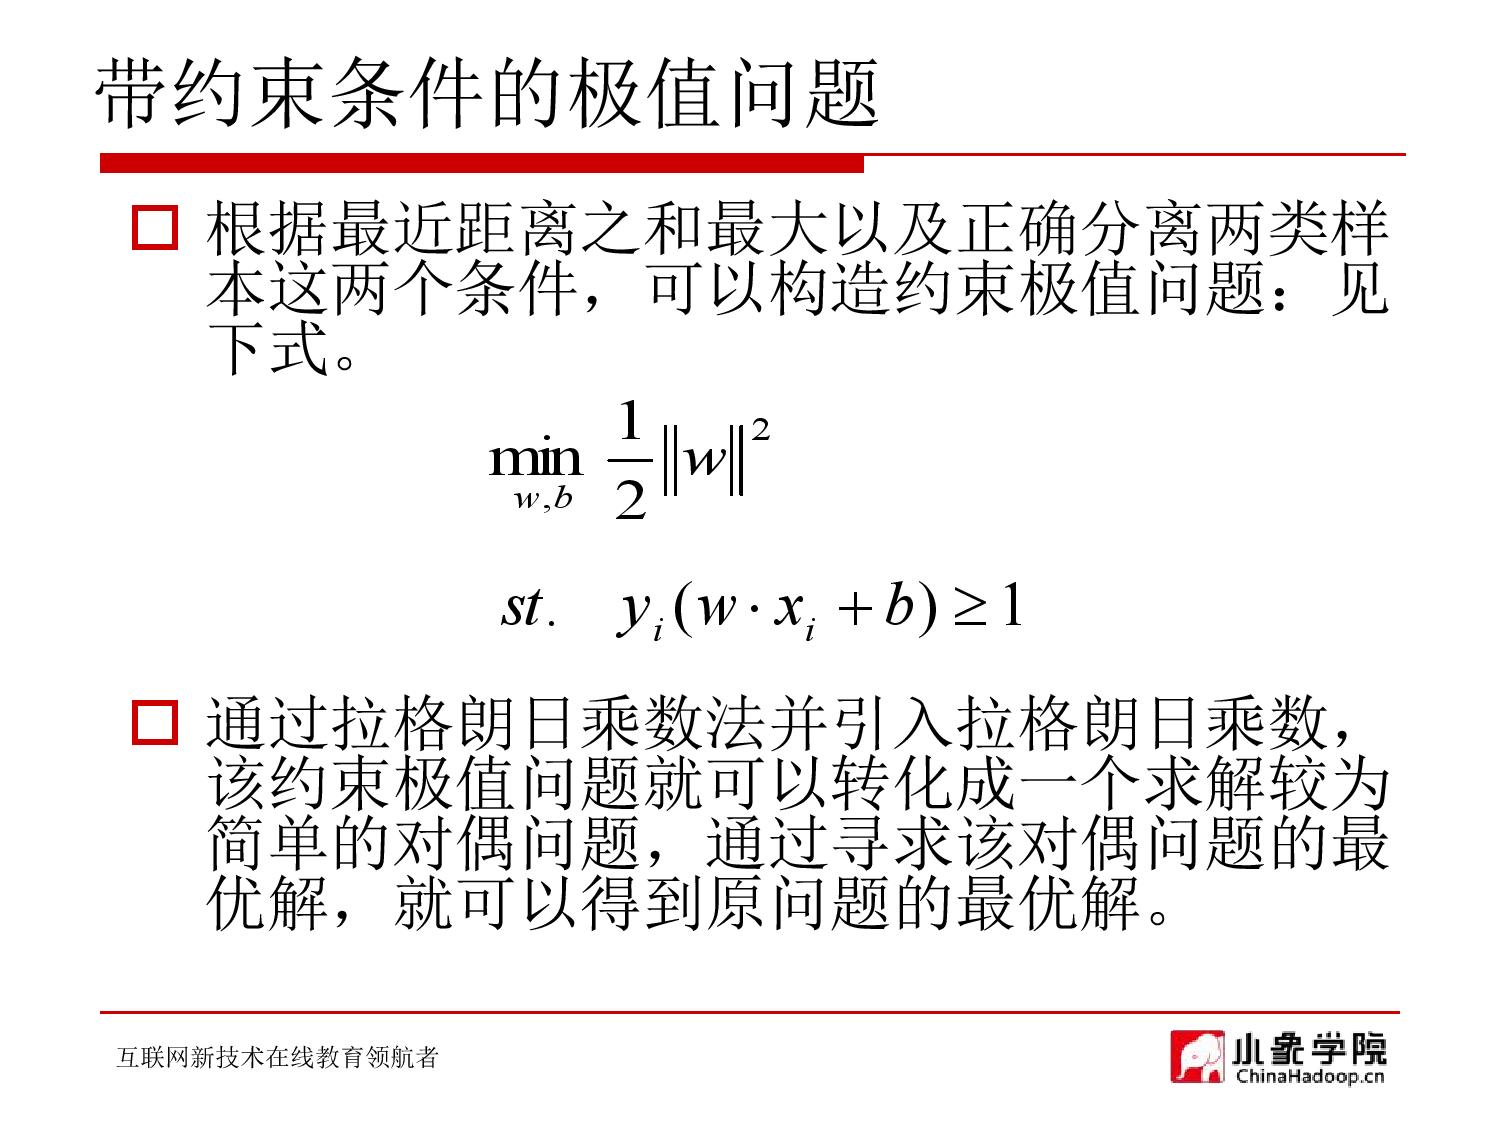 带约束条件的极值问题
根据最近距离之和最大以及正确分离两类样
本这两个条件，可以构造约束极值问题：见
下式。
min_{w,b} \frac{1}{2} \|w\|^2
st. y_i(w · x_i + b) ≥ 1
通过拉格朗日乘数法并引入拉格朗日乘数，
该约束极值问题就可以转化成一个求解较为
简单的对偶问题，通过寻求该对偶问题的最
优解，就可以得到原问题的最优解。
互联网新技术在线教育领航者
小象学院
ChinaHadoop.cn